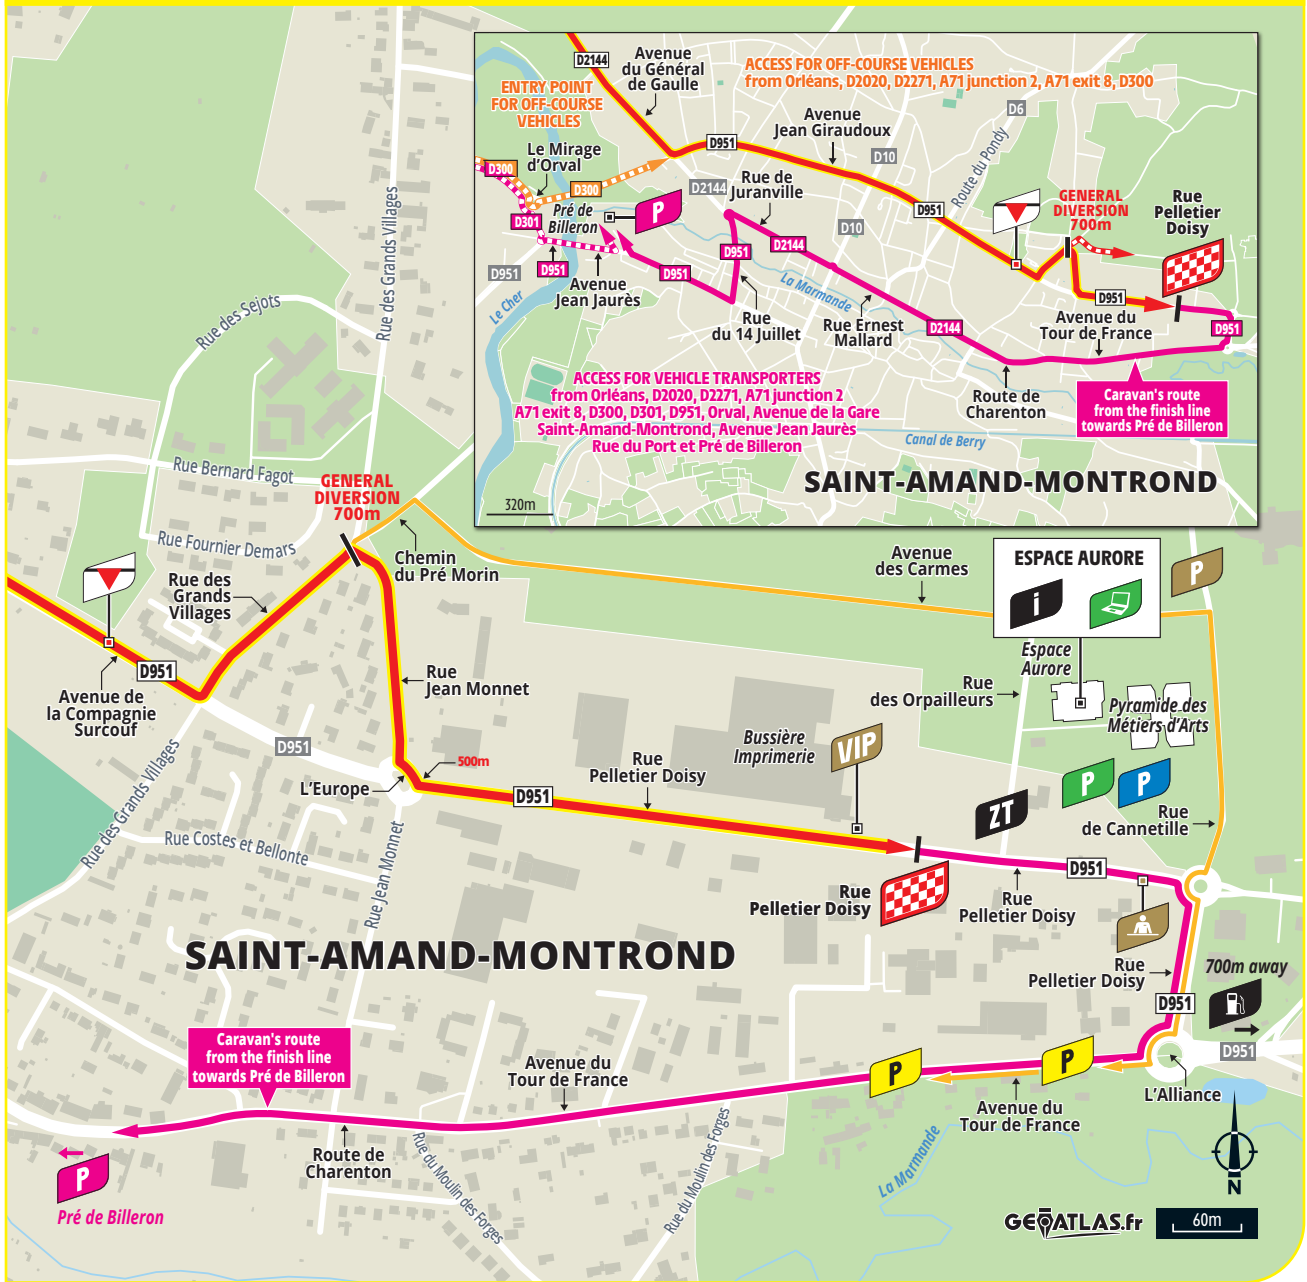 D2144
Avenue
du Général
de Gaulle
ACCESS FOR OFF-COURSE VEHICLES
from Orléans, D2020, D2271, A71 junction 2, A71 exit 8, D300
ENTRY POINT
FOR OFF-COURSE
VEHICLES
D6
Avenue
Jean Giraudoux
D951
D10
Le Mirage
d'Orval
D300
D300
Route du Pondy
Rue de
Juranville
D2144
Pré de
Billeron
P
D301
D951
GENERAL
DIVERSION
700m
Rue
Pelletier
Doisy
D10
D2144
D951
D951
D951
D951
Avenue
Jean Jaurès
Le Cher
La Marmande
Rue
du 14 Juillet
Rue Ernest
Mallard
D2144
D951
Avenue du
Tour de France
D951
ACCESS FOR VEHICLE TRANSPORTERS
from Orléans, D2020, D2271, A71 junction 2
A71 exit 8, D300, D301, D951, Orval, Avenue de la Gare
Saint-Amand-Montrond, Avenue Jean Jaurès
Rue du Port et Pré de Billeron
Route de
Charenton
Caravan's route
from the finish line
towards Pré de Billeron
Canal de Berry
SAINT-AMAND-MONTROND
320m
Rue des Grands Villages
Rue des Sejots
Rue Bernard Fagot
GENERAL
DIVERSION
700m
Rue Fournier Demars
Chemin
du Pré Morin
Rue des
Grands
Villages
Avenue
des Carmes
ESPACE AURORE
i
P
D951
Avenue de
la Compagnie
Surcouf
Rue
Jean Monnet
Espace
Aurore
Rue
des Orpailleurs
Pyramide des
Métiers d'Arts
D951
500m
L'Europe
D951
Rue
Pelletier Doisy
Bussière
Imprimerie
VIP
P
P
ZT
Rue
de Cannetille
Rue des Grands Villages
Rue Costes et Bellonte
Rue Jean Monnet
D951
Rue
Pelletier Doisy
Rue
Pelletier Doisy
SAINT-AMAND-MONTROND
Rue
Pelletier Doisy
700m away
D951
D951
Caravan's route
from the finish line
towards Pré de Billeron
Avenue du
Tour de France
P
P
L'Alliance
Avenue du
Tour de France
Route de
Charenton
Rue du Moulin des Forges
Rue du Moulin des Forges
La Marmande
P
Pré de Billeron
N
GEOATLAS.fr
60m